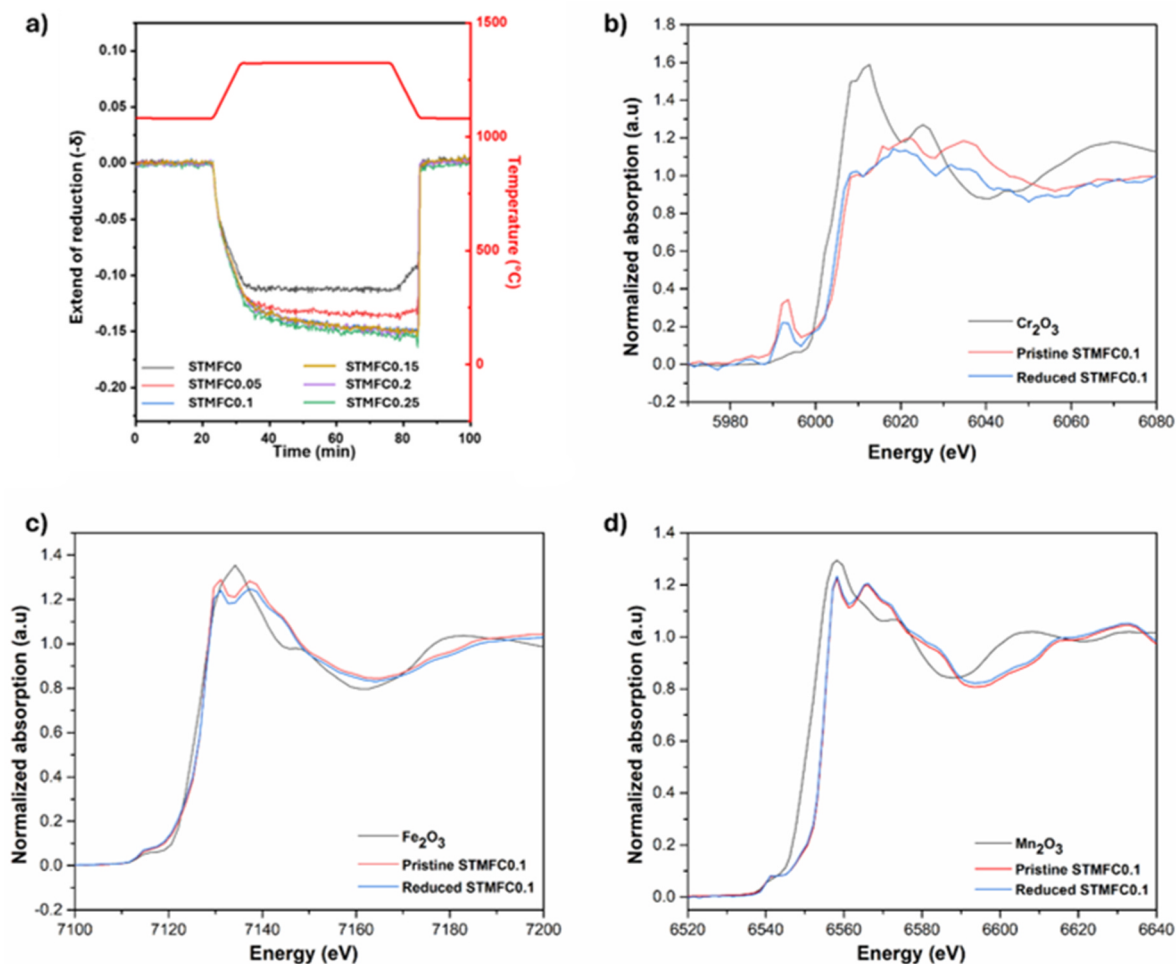 a)
Extend of reduction (-δ)
0.10
0.05
0.00
-0.05
-0.10
-0.15
-0.20
0
20
40
60
80
100
Time (min)
1500
1000
500
0
Temperature (°C)
STMFC0
STMFC0.05
STMFC0.1
STMFC0.15
STMFC0.2
STMFC0.25
b)
Normalized absorption (a.u)
1.8
1.6
1.4
1.2
1.0
0.8
0.6
0.4
0.2
0.0
-0.2
5980
6000
6020
6040
6060
6080
Energy (eV)
Cr₂O₃
Pristine STMFC0.1
Reduced STMFC0.1
c)
Normalized absorption (a.u)
1.4
1.2
1.0
0.8
0.6
0.4
0.2
0.0
-0.2
7100
7120
7140
7160
7180
7200
Energy (eV)
Fe₂O₃
Pristine STMFC0.1
Reduced STMFC0.1
d)
Normalized absorption (a.u)
1.4
1.2
1.0
0.8
0.6
0.4
0.2
0.0
6520
6540
6560
6580
6600
6620
6640
Energy (eV)
Mn₂O₃
Pristine STMFC0.1
Reduced STMFC0.1